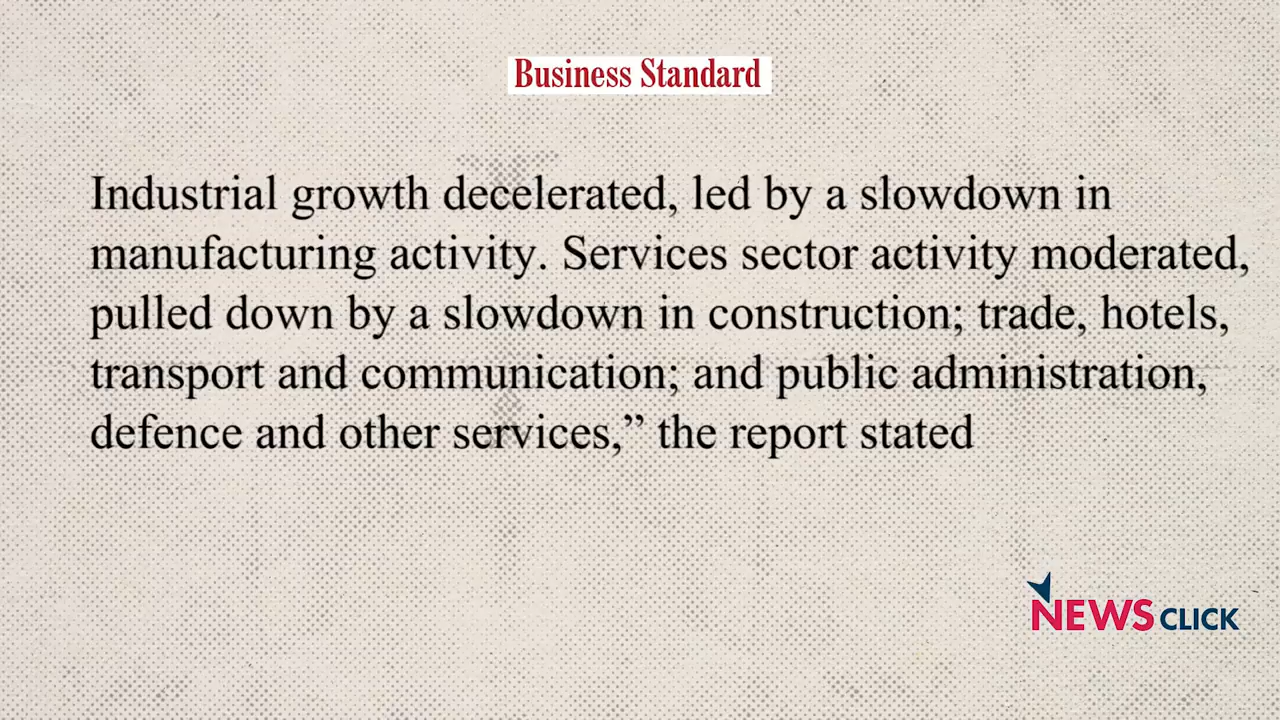 Business Standard
Industrial growth decelerated, led by a slowdown in
manufacturing activity. Services sector activity moderated,
pulled down by a slowdown in construction; trade, hotels,
transport and communication; and public administration,
defence and other services,” the report stated
NEWS CLICK